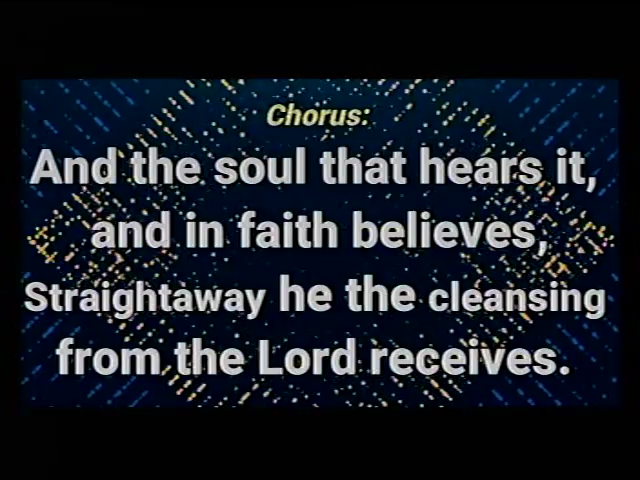 Chorus:
And the soul that hears it,
and in faith believes,
Straightaway he the cleansing
from the Lord receives.